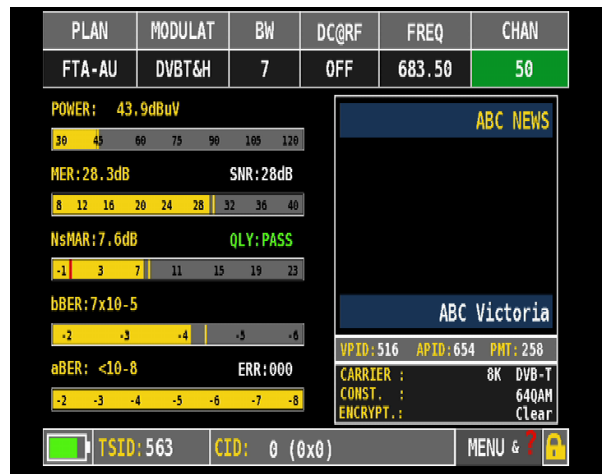 PLAN MODULAT BW DC@RF FREQ CHAN
FTA-AU DVBT&H 7 OFF 683.50 50
POWER: 43.9dBuV
30 45 60 75 90 105 120
MER:28.3dB SNR:28dB
8 12 16 20 24 28 32 36 40
NsMAR:7.6dB QLY:PASS
-1 3 7 11 15 19 23
bBER:7x10-5
-2 -3 -4 -5 -6
aBER: <10-8 ERR:000
-2 -3 -4 -5 -6 -7 -8
ABC NEWS
ABC Victoria
VPID:516 APID:654 PMT:258
CARRIER : 8K DVB-T
CONST. : 64QAM
ENCRYPT.: Clear
TSID:563 CID: 0 (0x0) MENU & ?